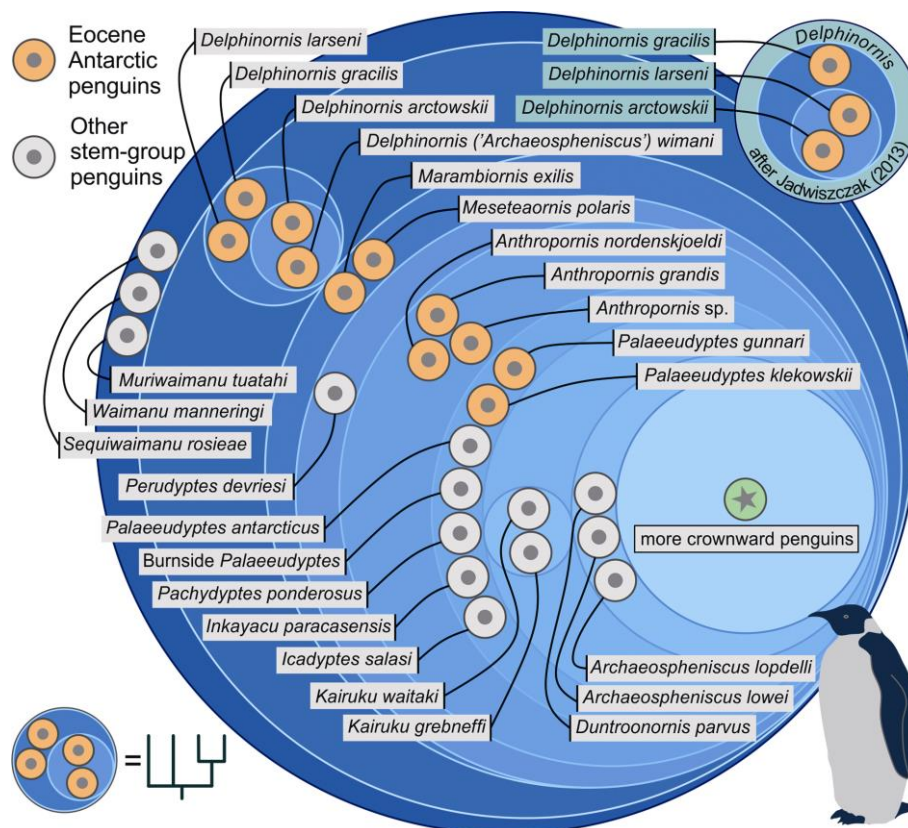 Eocene
Antarctic
penguins
Other
stem-group
penguins
Delphinornis larseni
Delphinornis gracilis
Delphinornis arctowskii
Delphinornis ('Archaeospheniscus') wimani
Marambiornis exilis
Meseteaornis polaris
Anthropornis nordenskjoeldi
Anthropornis grandis
Anthropornis sp.
Palaeeudyptes gunnari
Palaeeudyptes klekowskii
Delphinornis gracilis
Delphinornis larseni
Delphinornis arctowskii
Delphinornis
after Jadwiszczak (2013)
Muriwaimanu tuatahi
Waimanu manneringi
Sequiwaimanu rosieae
Perudyptes devriesi
Palaeeudyptes antarcticus
Burnside Palaeeudyptes
Pachydyptes ponderosus
Inkayacu paracasensis
Icadyptes salasi
Kairuku waitaki
Kairuku grebneffi
more crownward penguins
Archaeospheniscus lopdelli
Archaeospheniscus lowei
Duntroonornis parvus
=